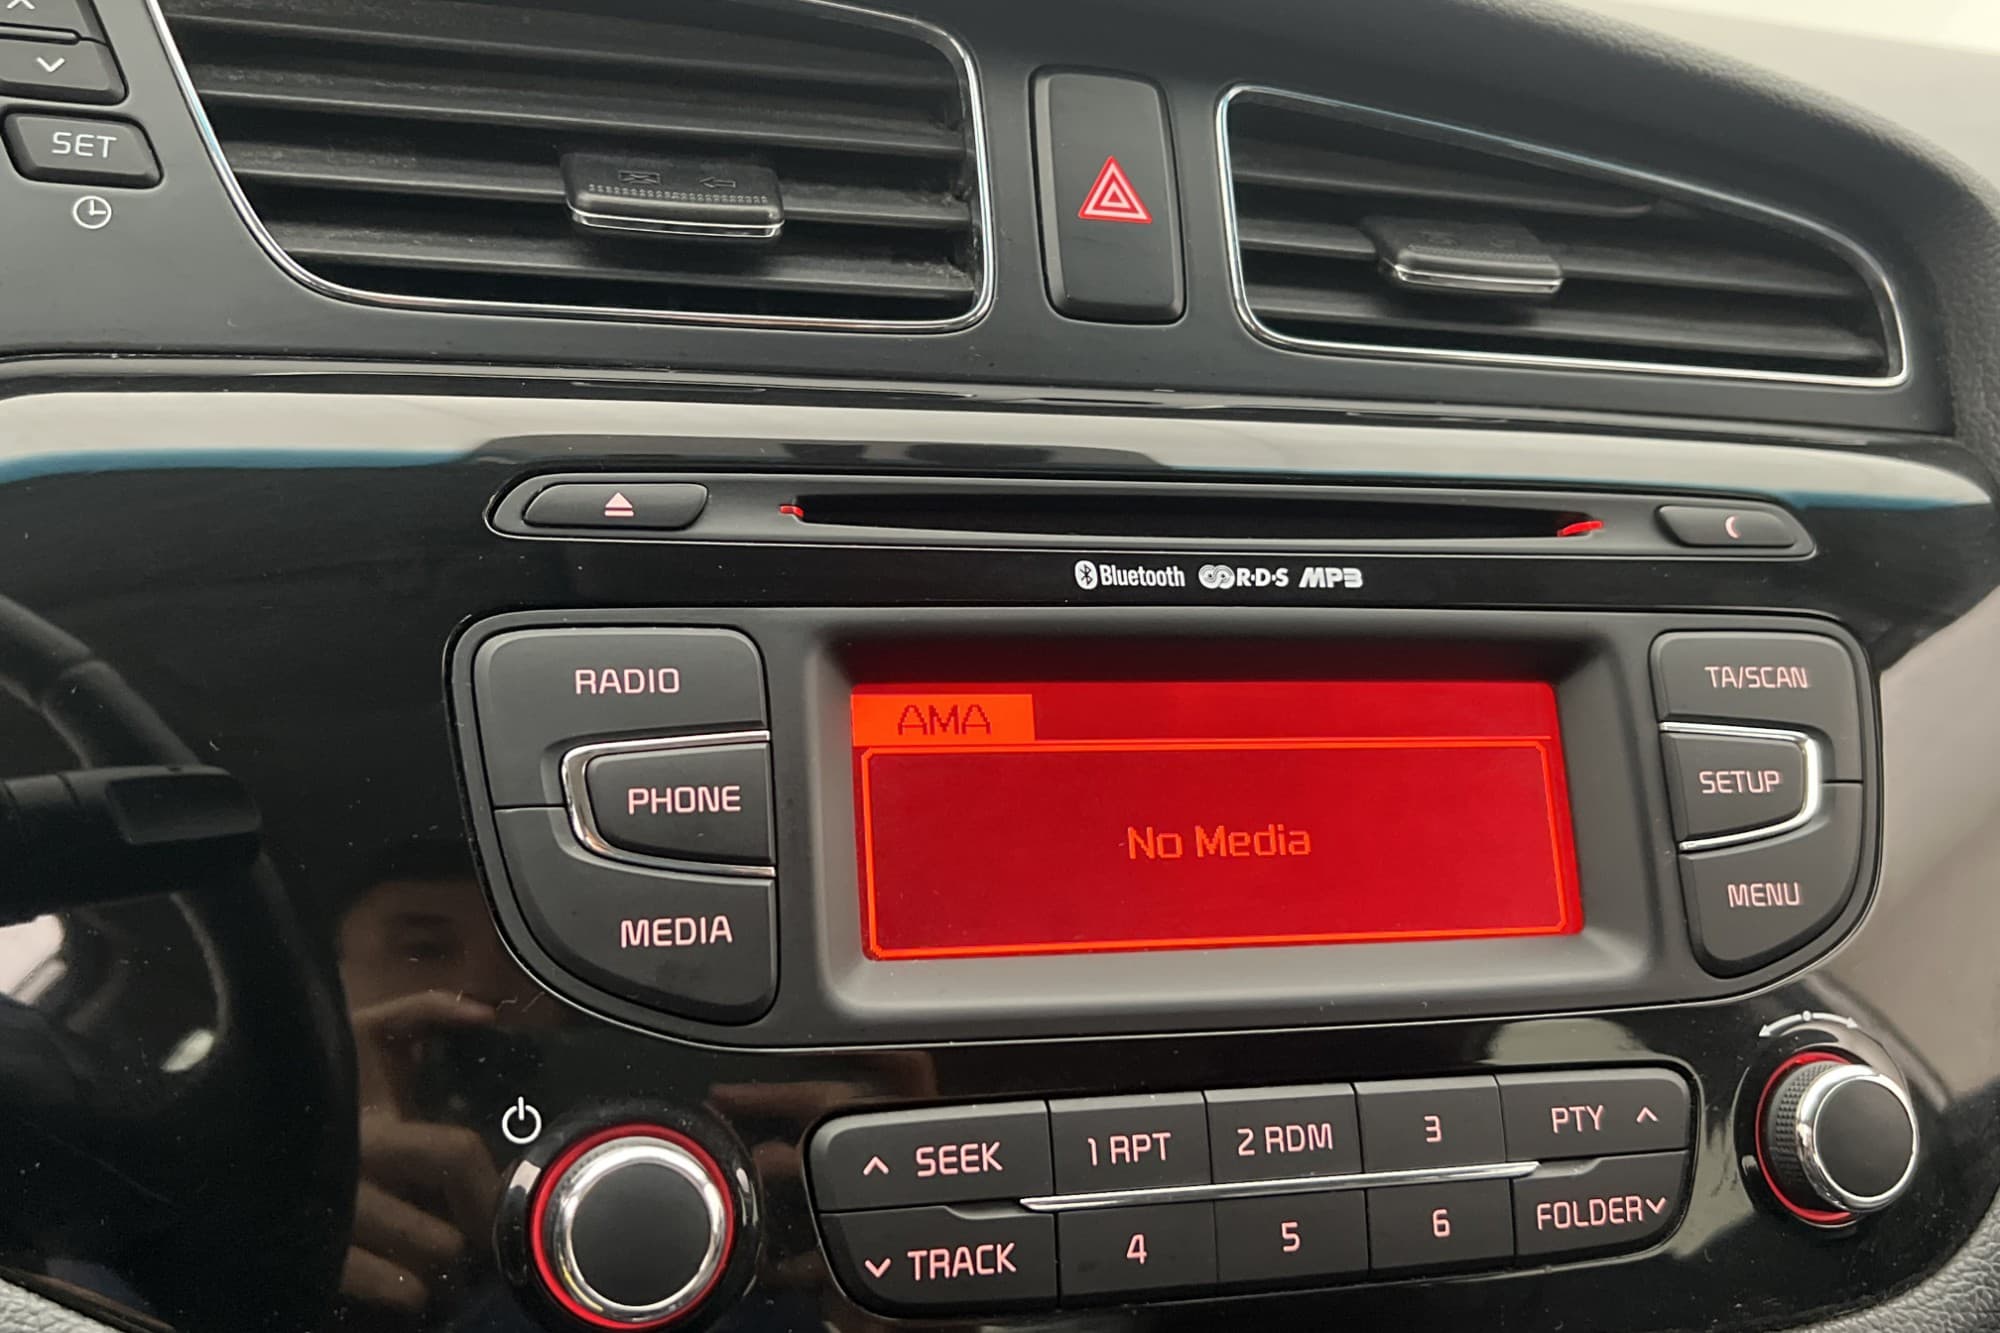 SET
Bluetooth R·D·S MP3
RADIO
PHONE
MEDIA
AMA
No Media
TA/SCAN
SETUP
MENU
SEEK
1 RPT
2 RDM
3
PTY
TRACK
4
5
6
FOLDER